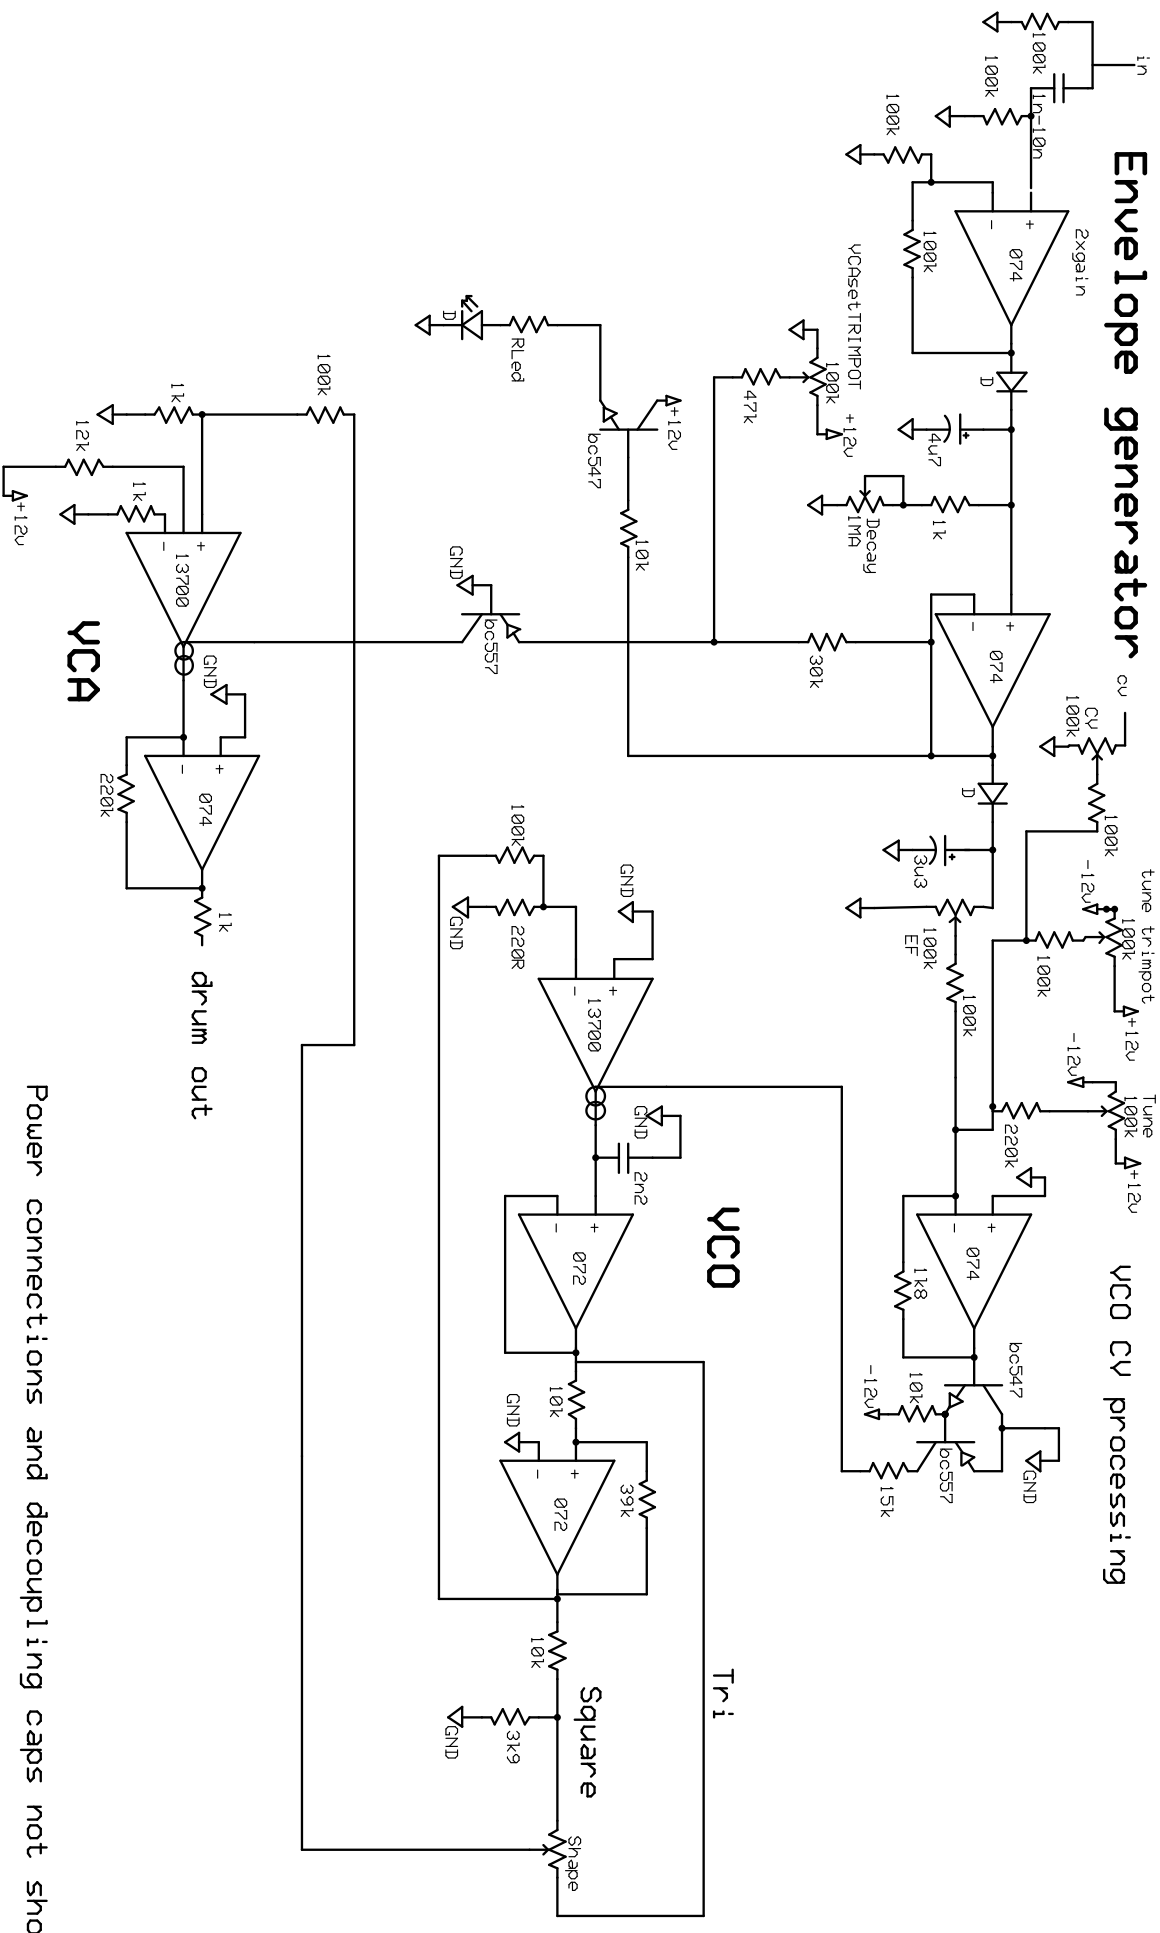 Envelope generator
in
100k
1n-10n
100k
100k
100k
2xgain
074
D
4u7
VCAsetTRIMPOT
100k
+12v
47k
1k
Decay
1MA
074
30k
+12v
bc547
10k
RLed
D
GND
bc557
cv
CV
100k
100k
tune trimpot
-12v
100k
+12v
100k
Tune
-12v
100k
+12v
220k
D
3u3
100k
EF
100k
VCO CV processing
074
1k8
bc547
10k
-12v
bc557
GND
15k
VCO
GND
100k
220R
GND
13700
GND
2n2
072
10k
GND
39k
072
10k
Tri
Square
3k9
GND
Shape
VCA
100k
1k
12k
+12v
1k
13700
GND
074
220k
1k
drum out
Power connections and decoupling caps not sho